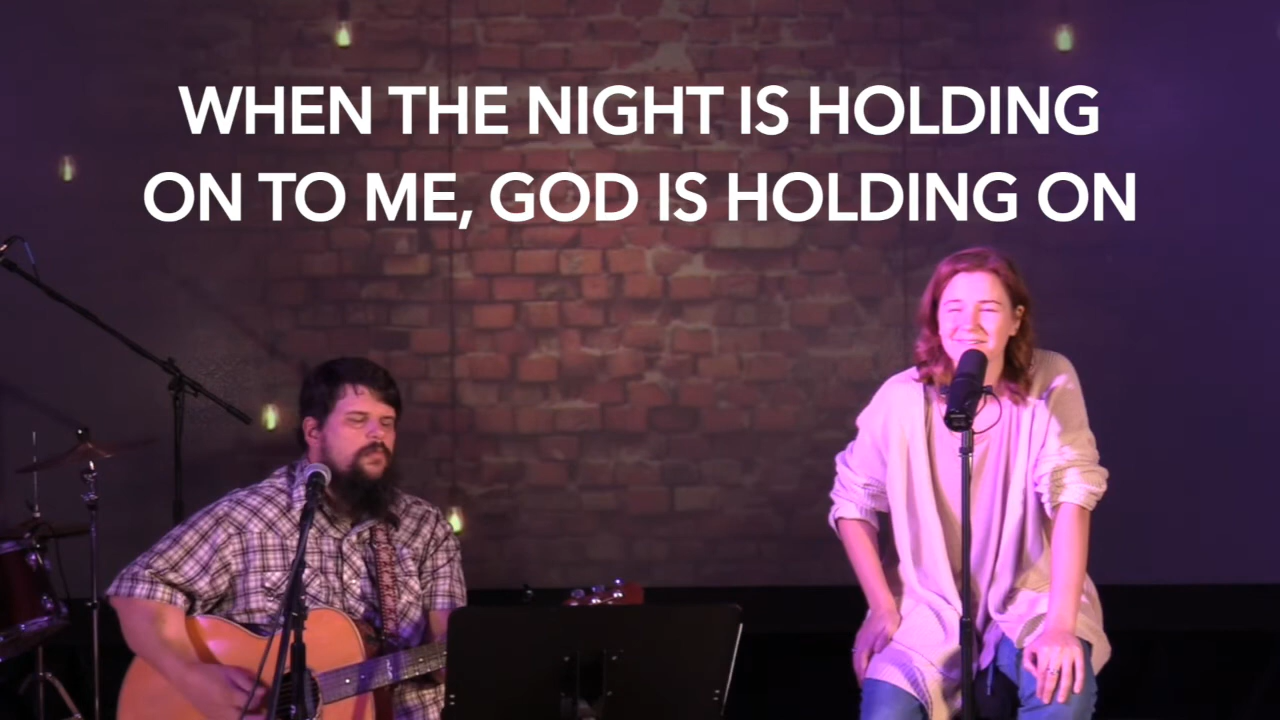 WHEN THE NIGHT IS HOLDING
ON TO ME, GOD IS HOLDING ON